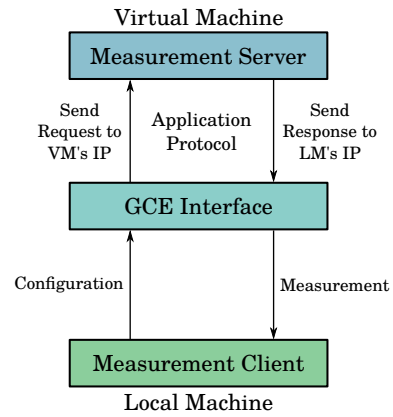 Virtual Machine
Measurement Server
Send
Request to
VM's IP
Application
Protocol
Send
Response to
LM's IP
GCE Interface
Configuration
Measurement
Measurement Client
Local Machine